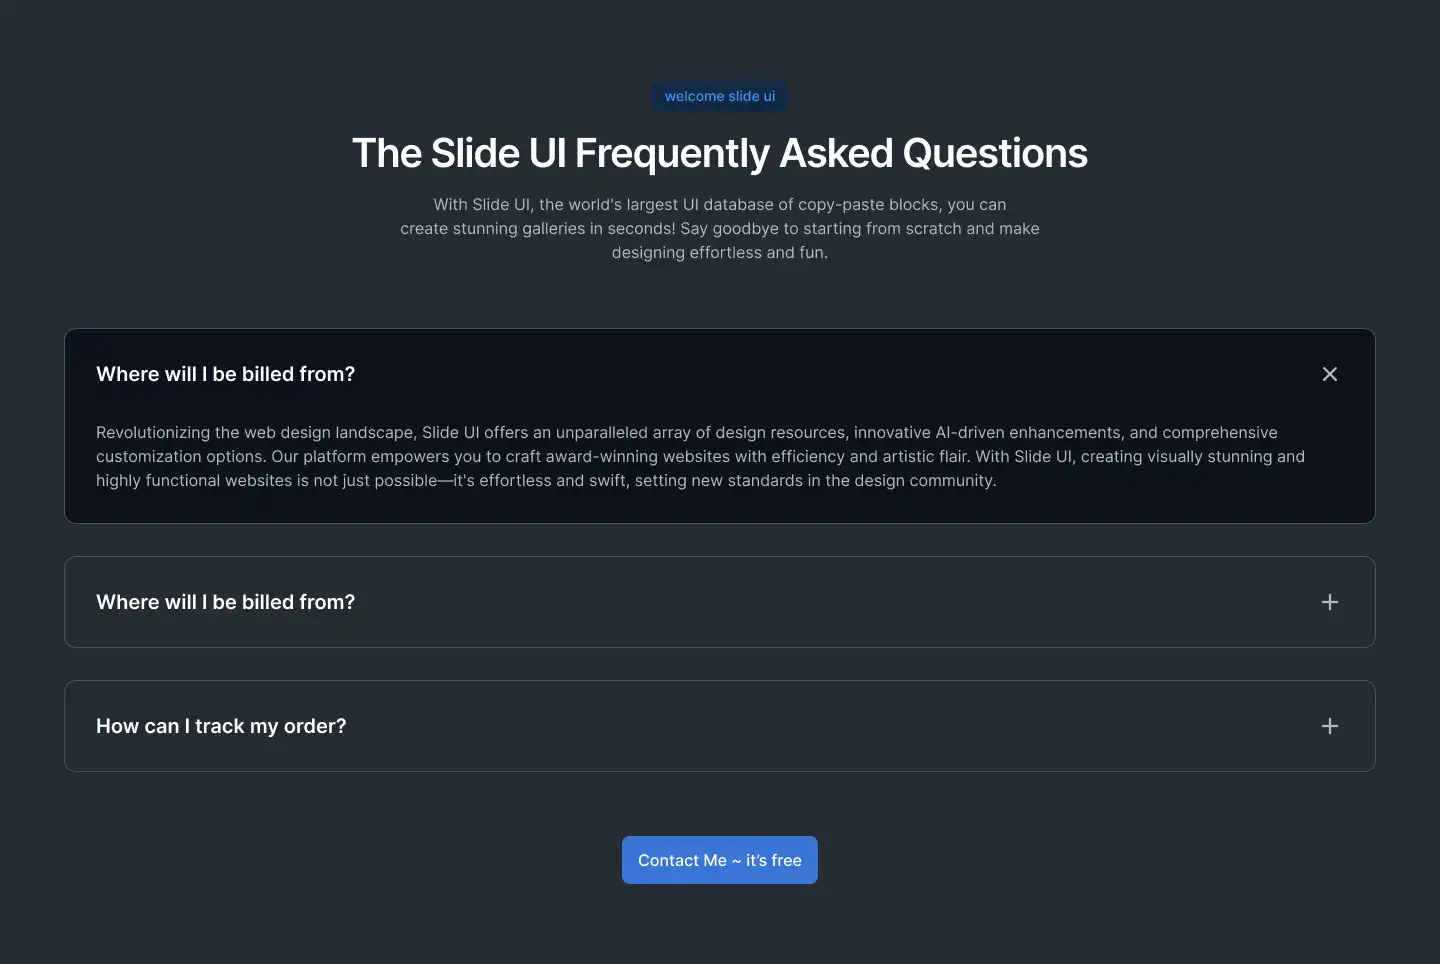 welcome slide ui
The Slide UI Frequently Asked Questions
With Slide UI, the world's largest UI database of copy-paste blocks, you can
create stunning galleries in seconds! Say goodbye to starting from scratch and make
designing effortless and fun.
Where will I be billed from?
Revolutionizing the web design landscape, Slide UI offers an unparalleled array of design resources, innovative AI-driven enhancements, and comprehensive
customization options. Our platform empowers you to craft award-winning websites with efficiency and artistic flair. With Slide UI, creating visually stunning and
highly functional websites is not just possible—it's effortless and swift, setting new standards in the design community.
Where will I be billed from?
How can I track my order?
Contact Me ~ it’s free